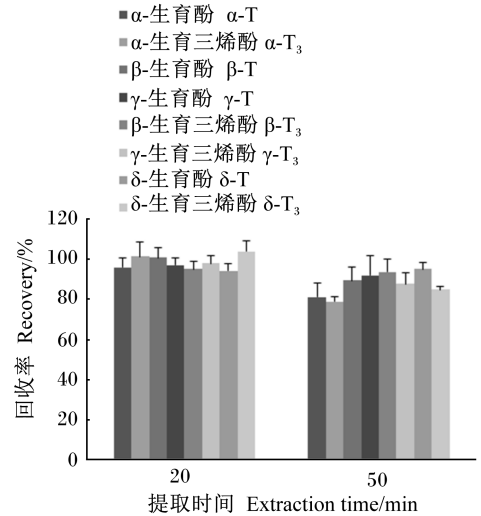 α-生育酚 α-T
α-生育三烯酚 α-T₃
β-生育酚 β-T
γ-生育酚 γ-T
β-生育三烯酚 β-T₃
γ-生育三烯酚 γ-T₃
δ-生育酚 δ-T
δ-生育三烯酚 δ-T₃
120
100
80
60
40
20
0
回收率 Recovery/%
20 50
提取时间 Extraction time/min